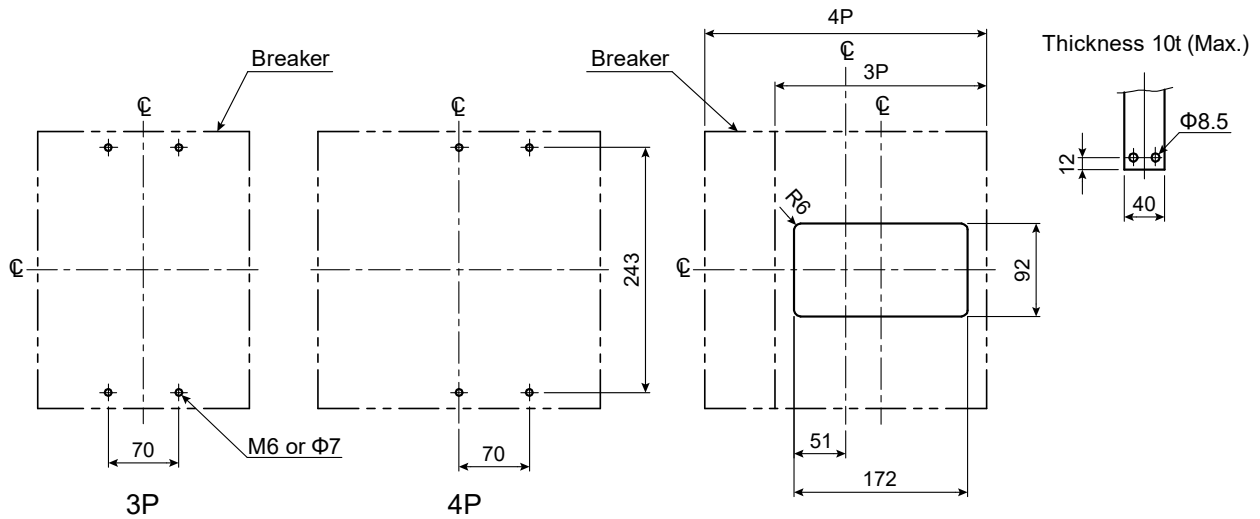 Breaker
℄
℄
70
M6 or Φ7
3P
℄
243
70
4P
4P
Breaker
℄
3P
℄
℄
R6
92
51
172
Thickness 10t (Max.)
Φ8.5
12
40